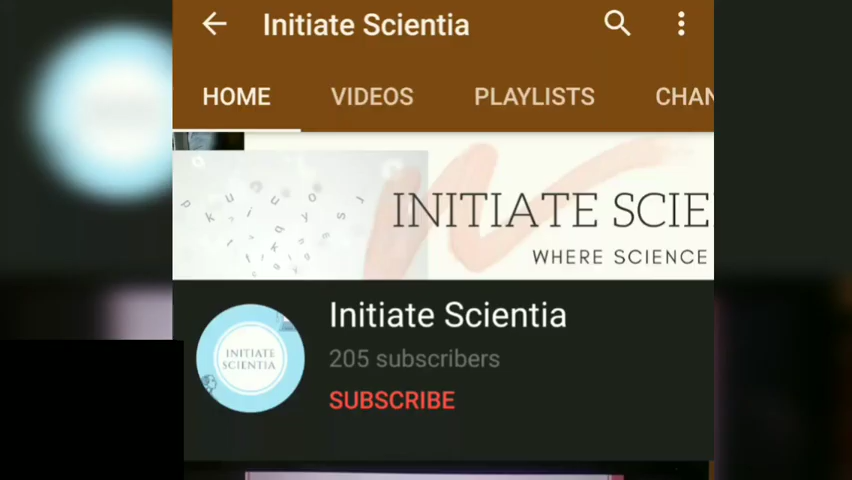 Initiate Scientia
HOME VIDEOS PLAYLISTS CHAN
INITIATE SCIE
WHERE SCIENCE
INITIATE
SCIENTIA
Initiate Scientia
205 subscribers
SUBSCRIBE